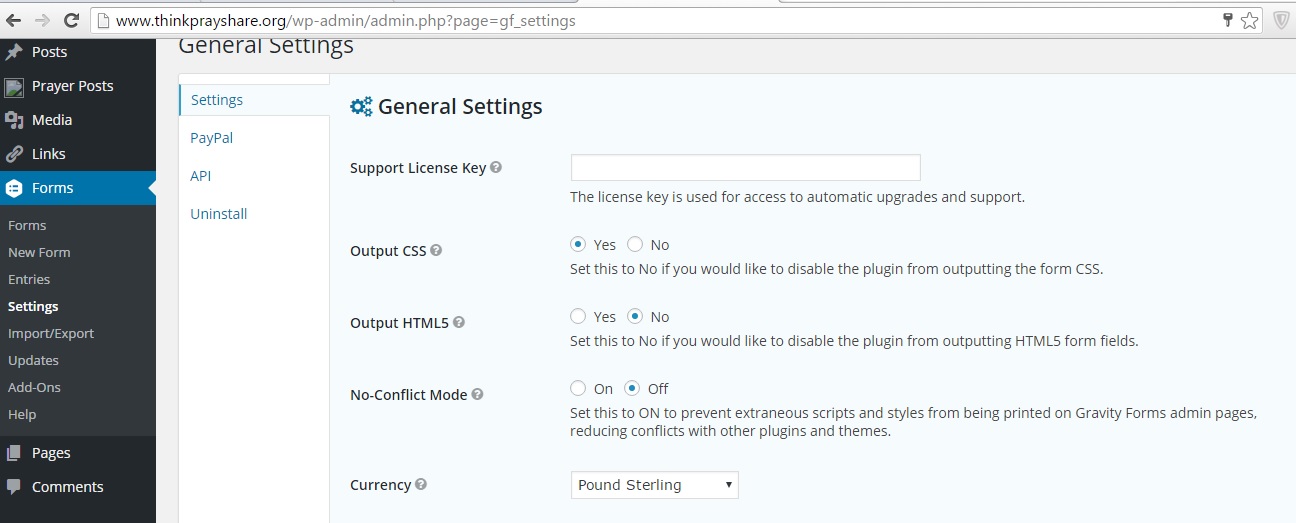 www.thinkprayshare.org/wp-admin/admin.php?page=gf_settings
General Settings
Posts
Prayer Posts
Media
Links
Forms
Forms
New Form
Entries
Settings
Import/Export
Updates
Add-Ons
Help
Pages
Comments
Settings
PayPal
API
Uninstall
General Settings
Support License Key
The license key is used for access to automatic upgrades and support.
Output CSS
Yes No
Set this to No if you would like to disable the plugin from outputting the form CSS.
Output HTML5
Yes No
Set this to No if you would like to disable the plugin from outputting HTML5 form fields.
No-Conflict Mode
On Off
Set this to ON to prevent extraneous scripts and styles from being printed on Gravity Forms admin pages,
reducing conflicts with other plugins and themes.
Currency
Pound Sterling